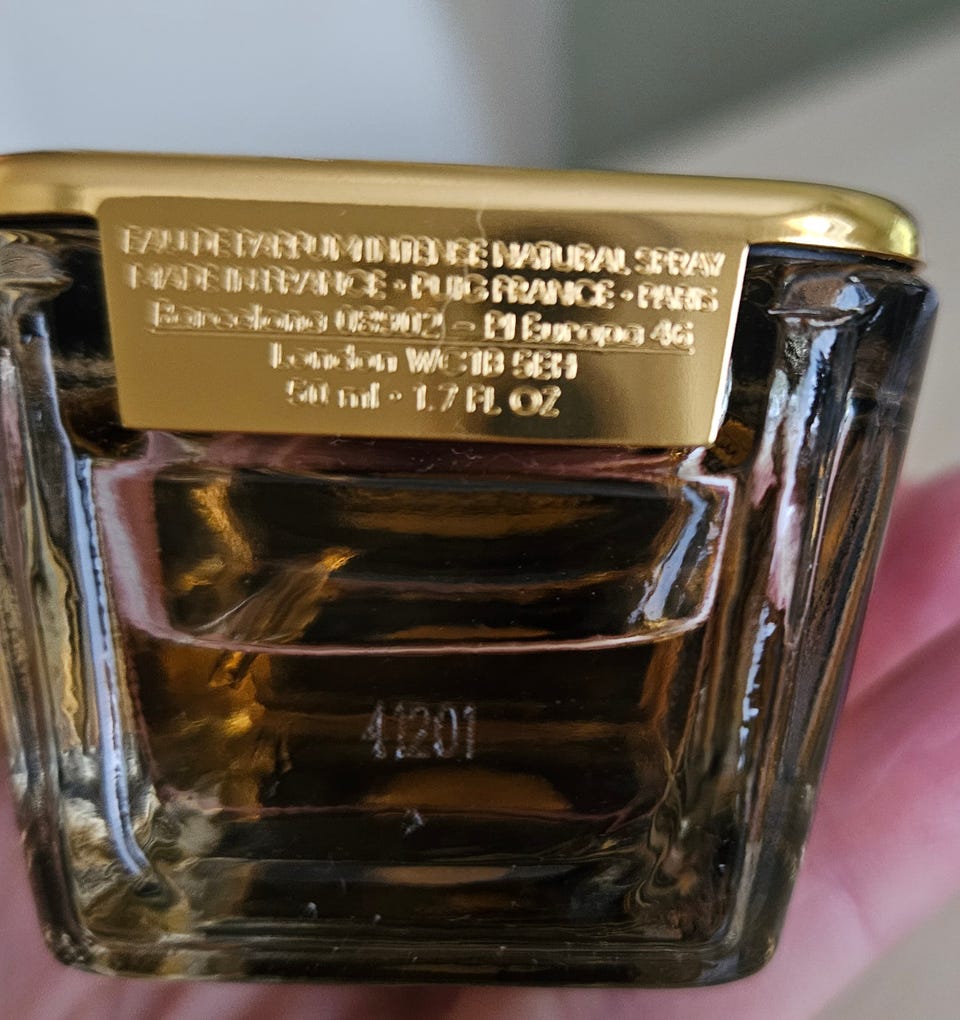 EAU DE PARFUM INTENSE NATURAL SPRAY
MADE IN FRANCE • PUIG FRANCE • PARIS
Barcelona 08902 - Pl Europa 46
London WC1B 5EH
50 ml • 1.7 FL OZ
41201